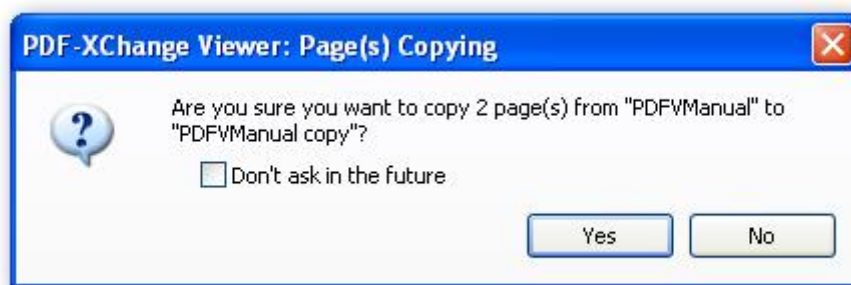 PDF-XChange Viewer: Page(s) Copying
Are you sure you want to copy 2 page(s) from "PDFVManual" to
"PDFVManual copy"?
Don't ask in the future
Yes
No